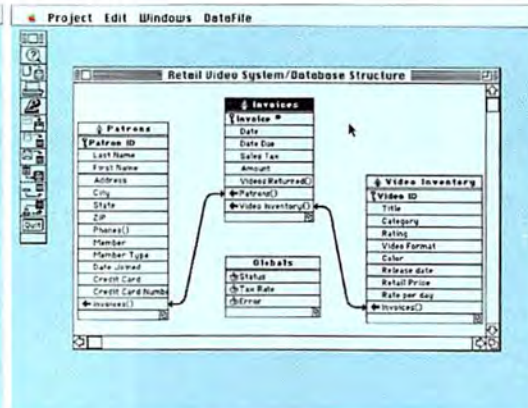 Project Edit Windows DataFile
Retail Video System/Database Structure
Patrons
Patron ID
Last Name
First Name
Address
City
State
ZIP
Phones()
Member
Member Type
Date Joined
Credit Card
Credit Card Numbe
Invoices()
Invoices
Invoice #
Date
Date Due
Sales Tax
Amount
Videos Returned()
Patrons()
Video Inventory()
Globals
Status
Tax Rate
Error
Video Inventory
Video ID
Title
Category
Rating
Video Format
Color
Release date
Retail Price
Rate per day
Invoices()
Quit